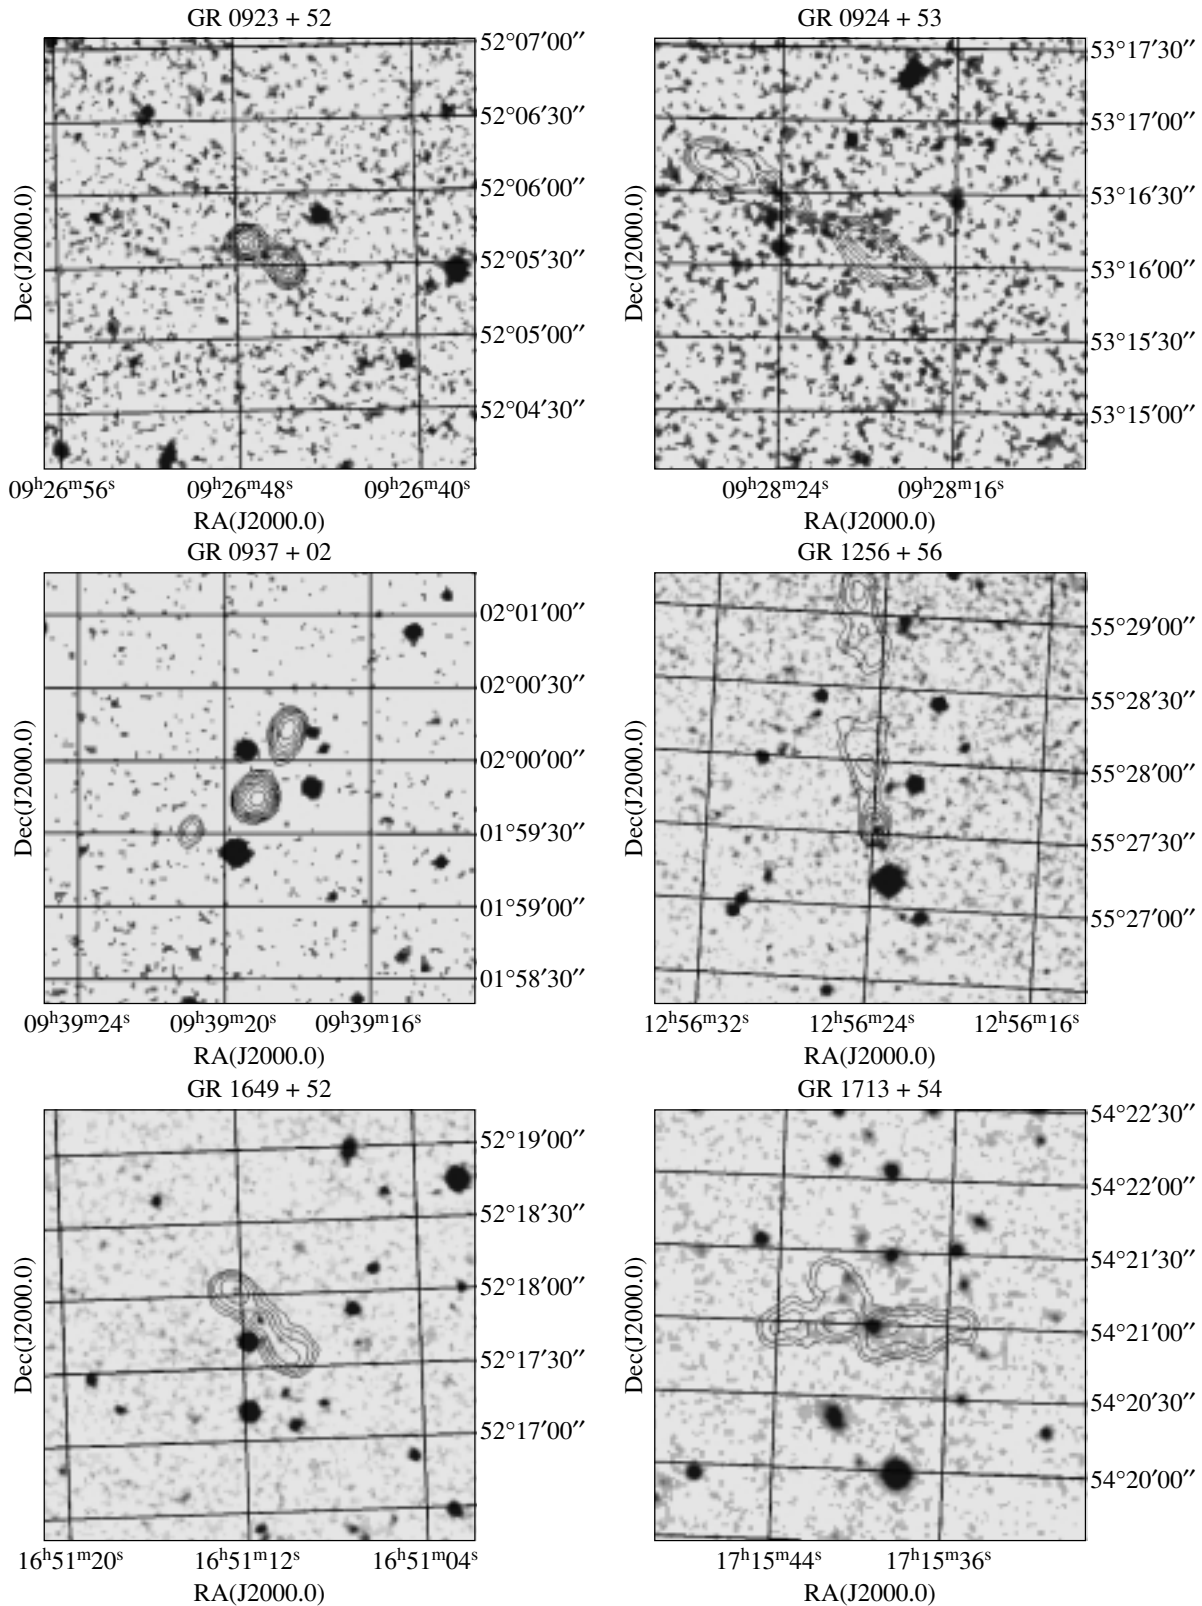 GR 0923 + 52
52°07′00″
52°06′30″
52°06′00″
52°05′30″
52°05′00″
52°04′30″
Dec(J2000.0)
09ʰ26ᵐ56ˢ 09ʰ26ᵐ48ˢ 09ʰ26ᵐ40ˢ
RA(J2000.0)
GR 0924 + 53
53°17′30″
53°17′00″
53°16′30″
53°16′00″
53°15′30″
53°15′00″
Dec(J2000.0)
09ʰ28ᵐ24ˢ 09ʰ28ᵐ16ˢ
RA(J2000.0)
GR 0937 + 02
02°01′00″
02°00′30″
02°00′00″
01°59′30″
01°59′00″
01°58′30″
Dec(J2000.0)
09ʰ39ᵐ24ˢ 09ʰ39ᵐ20ˢ 09ʰ39ᵐ16ˢ
RA(J2000.0)
GR 1256 + 56
55°29′00″
55°28′30″
55°28′00″
55°27′30″
55°27′00″
Dec(J2000.0)
12ʰ56ᵐ32ˢ 12ʰ56ᵐ24ˢ 12ʰ56ᵐ16ˢ
RA(J2000.0)
GR 1649 + 52
52°19′00″
52°18′30″
52°18′00″
52°17′30″
52°17′00″
Dec(J2000.0)
16ʰ51ᵐ20ˢ 16ʰ51ᵐ12ˢ 16ʰ51ᵐ04ˢ
RA(J2000.0)
GR 1713 + 54
54°22′30″
54°22′00″
54°21′30″
54°21′00″
54°20′30″
54°20′00″
Dec(J2000.0)
17ʰ15ᵐ44ˢ 17ʰ15ᵐ36ˢ
RA(J2000.0)